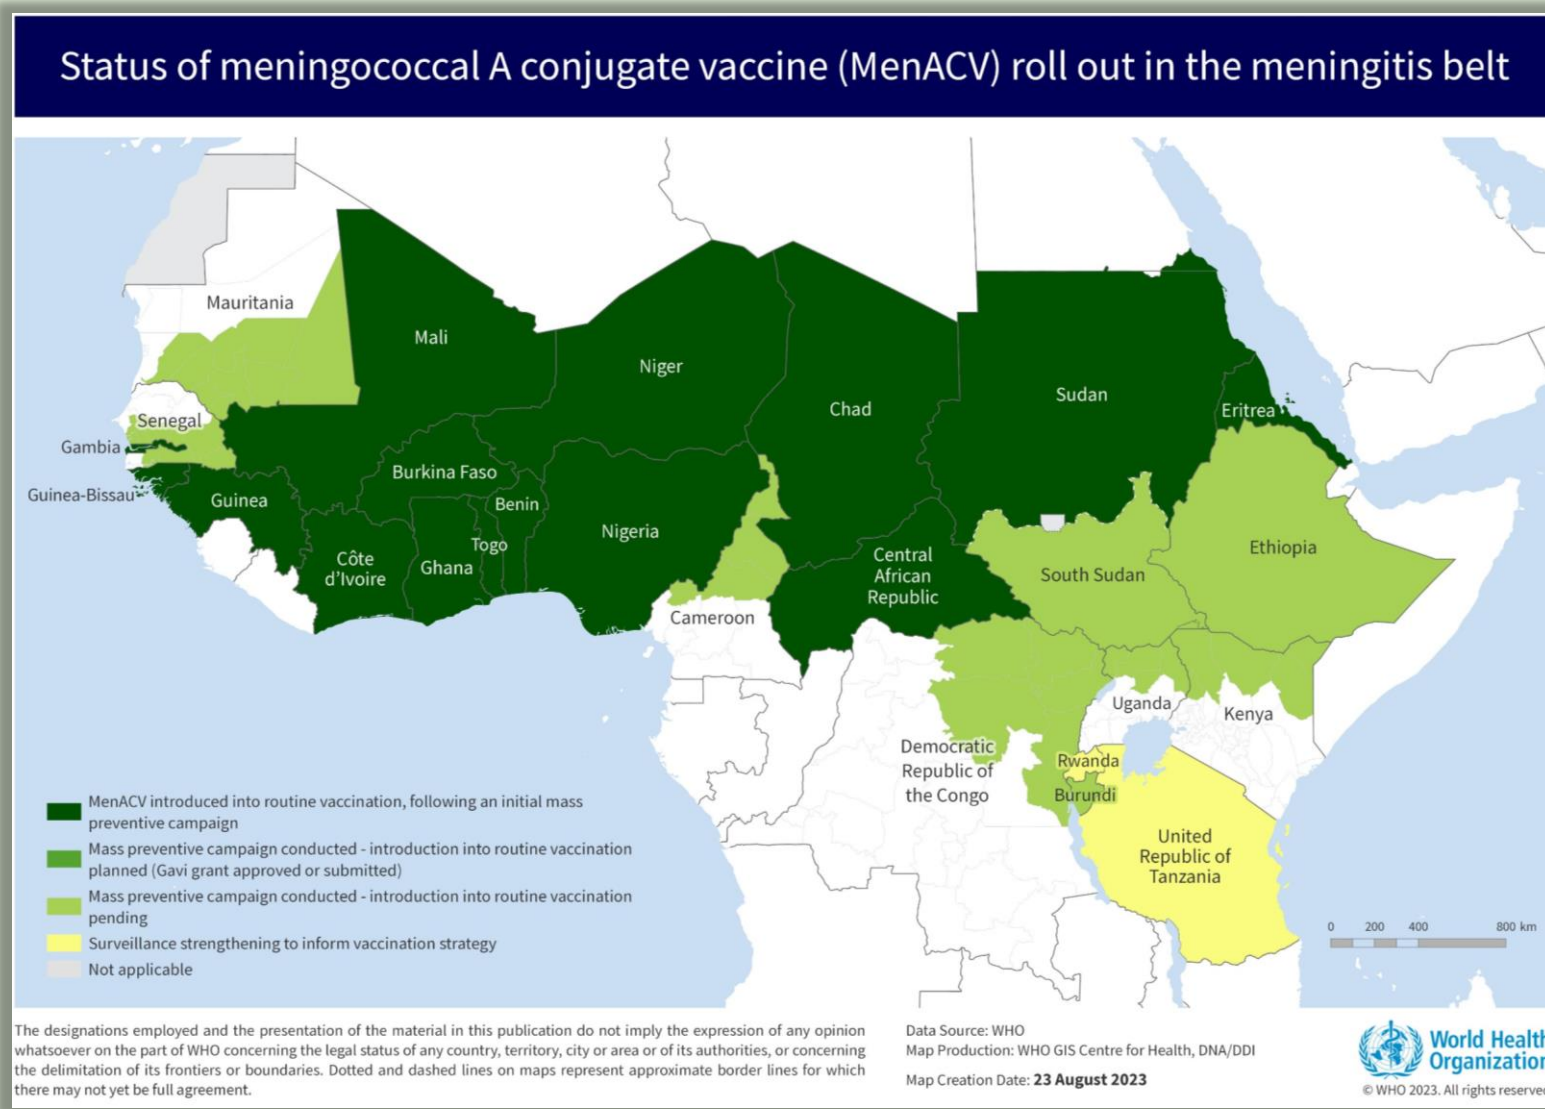 Status of meningococcal A conjugate vaccine (MenACV) roll out in the meningitis belt
Mauritania
Mali
Niger
Chad
Sudan
Eritrea
Senegal
Gambia
Guinea-Bissau
Guinea
Burkina Faso
Benin
Togo
Côte
d'Ivoire
Ghana
Nigeria
Central
African
Republic
South Sudan
Ethiopia
Cameroon
Uganda
Kenya
Democratic
Republic of
the Congo
Rwanda
Burundi
United
Republic of
Tanzania
MenACV introduced into routine vaccination, following an initial mass
preventive campaign
Mass preventive campaign conducted - introduction into routine vaccination
planned (Gavi grant approved or submitted)
Mass preventive campaign conducted - introduction into routine vaccination
pending
Surveillance strengthening to inform vaccination strategy
Not applicable
0 200 400 800 km
The designations employed and the presentation of the material in this publication do not imply the expression of any opinion
whatsoever on the part of WHO concerning the legal status of any country, territory, city or area or of its authorities, or concerning
the delimitation of its frontiers or boundaries. Dotted and dashed lines on maps represent approximate border lines for which
there may not yet be full agreement.
Data Source: WHO
Map Production: WHO GIS Centre for Health, DNA/DDI
Map Creation Date: 23 August 2023
World Health
Organization
© WHO 2023. All rights reserved